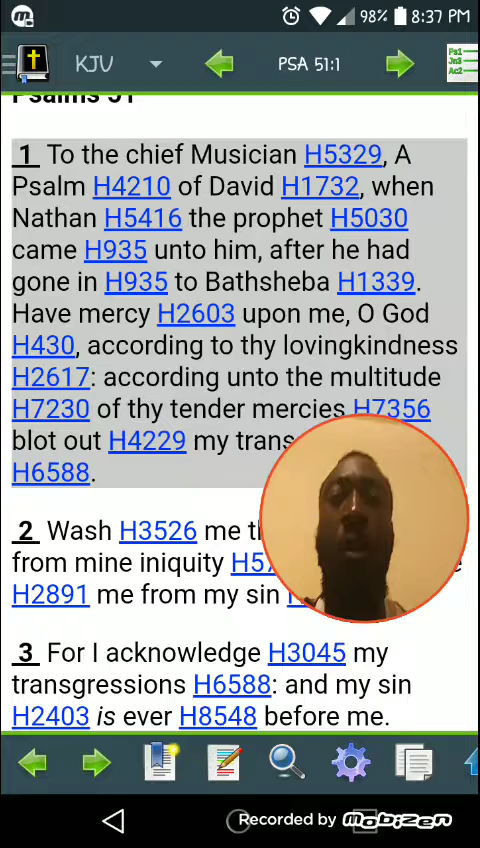 98% 8:37 PM
KJV PSA 51:1 Ps1
Jn3
Ac2
Psalms 51
1 To the chief Musician H5329, A
Psalm H4210 of David H1732, when
Nathan H5416 the prophet H5030
came H935 unto him, after he had
gone in H935 to Bathsheba H1339.
Have mercy H2603 upon me, O God
H430, according to thy lovingkindness
H2617: according unto the multitude
H7230 of thy tender mercies H7356
blot out H4229 my trans
H6588.
2 Wash H3526 me th
from mine iniquity H57
H2891 me from my sin
3 For I acknowledge H3045 my
transgressions H6588: and my sin
H2403 is ever H8548 before me.
Recorded by Mobizen